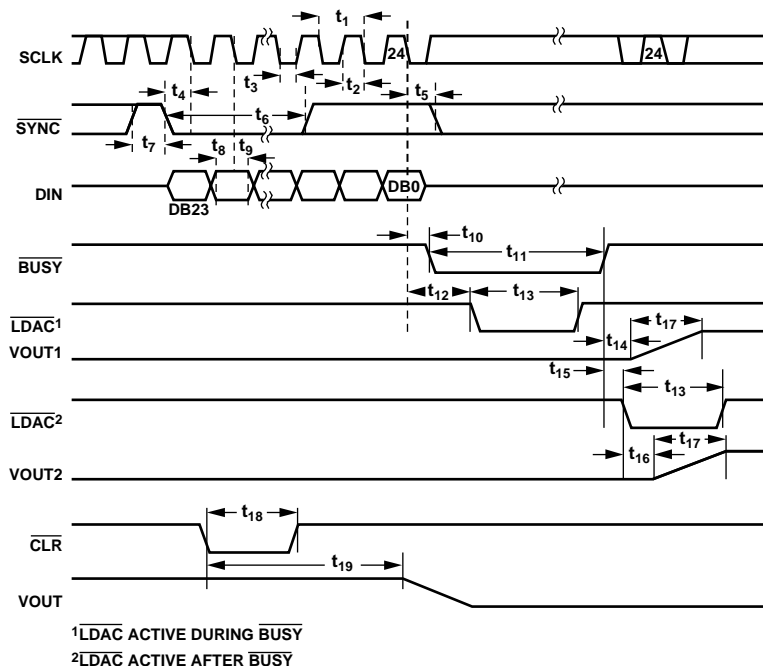 t1
SCLK
24
24
t3
t2
t4
t5
SYNC
t6
t7
t8
t9
DIN
DB23
DB0
t10
BUSY
t11
t12
t13
LDAC1
t17
VOUT1
t14
t15
t13
LDAC2
t17
t16
VOUT2
t18
CLR
t19
VOUT
1LDAC ACTIVE DURING BUSY
2LDAC ACTIVE AFTER BUSY